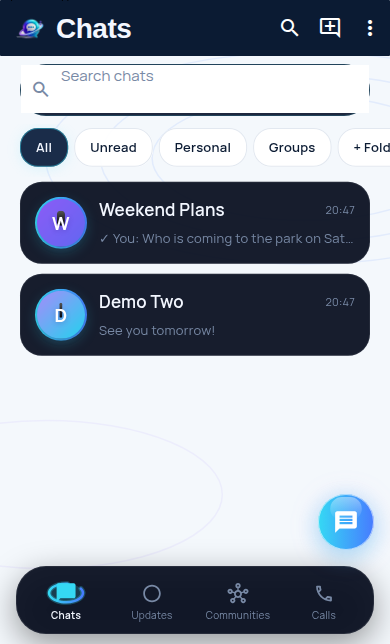 Chats
Search chats
All
Unread
Personal
Groups
+ Fold
W
Weekend Plans
20:47
✓ You: Who is coming to the park on Sat...
D
Demo Two
20:47
See you tomorrow!
Chats
Updates
Communities
Calls